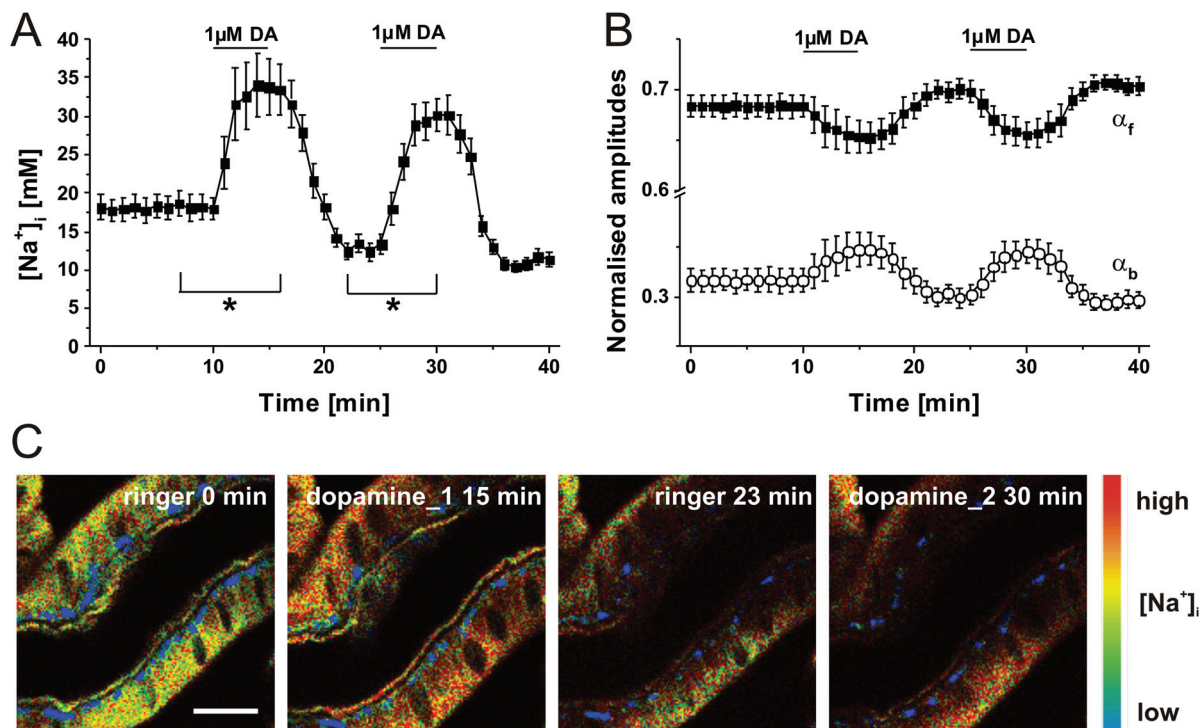 A
1µM DA
1µM DA
[Na⁺]ᵢ [mM]
40
35
30
25
20
15
10
5
0
*
*
0
10
20
30
40
Time [min]
B
1µM DA
1µM DA
Normalised amplitudes
0.7
0.6
0.3
αf
αb
0
10
20
30
40
Time [min]
C
ringer 0 min
dopamine_1 15 min
ringer 23 min
dopamine_2 30 min
high
[Na⁺]ᵢ
low